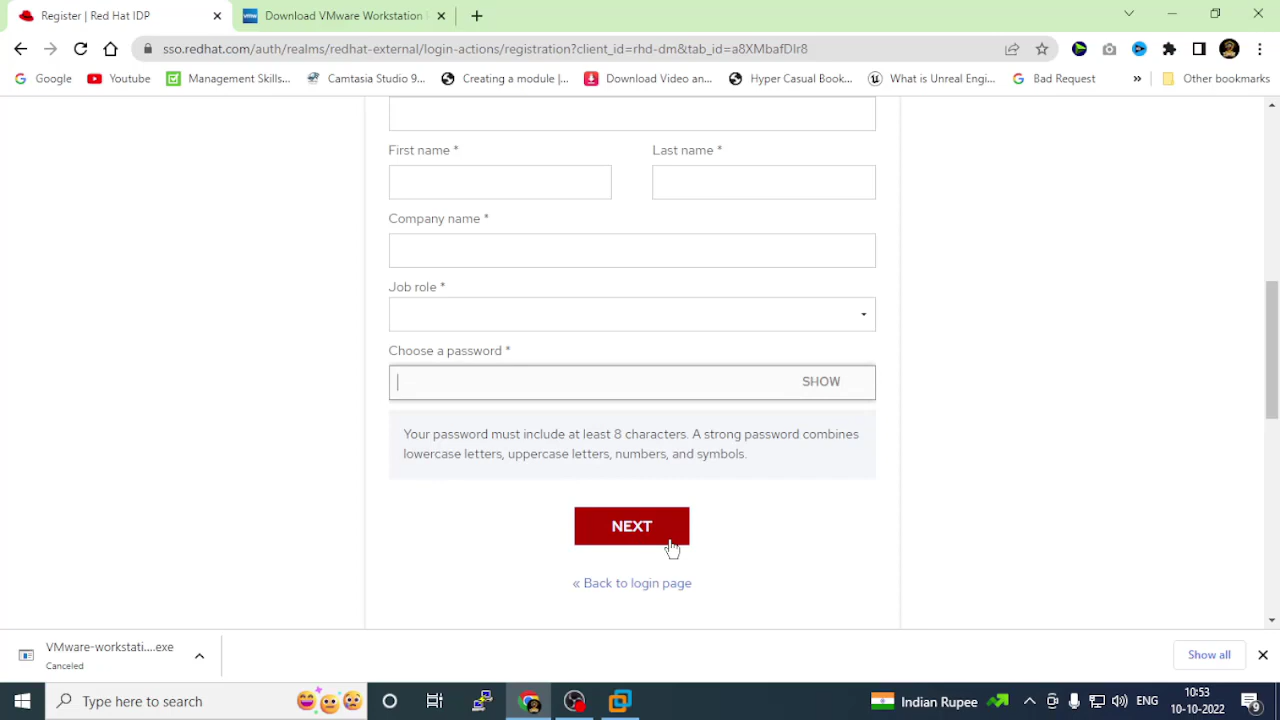 Register | Red Hat IDP
Download VMware Workstation
sso.redhat.com/auth/realms/redhat-external/login-actions/registration?client_id=rhd-dm&tab_id=a8XMbafDIr8
Google
Youtube
Management Skills...
Camtasia Studio 9...
Creating a module |...
Download Video an...
Hyper Casual Book...
What is Unreal Engi...
Bad Request
»
Other bookmarks
First name *
Last name *
Company name *
Job role *
Choose a password *
SHOW
Your password must include at least 8 characters. A strong password combines
lowercase letters, uppercase letters, numbers, and symbols.
NEXT
« Back to login page
VMware-workstati....exe
Canceled
Show all
Type here to search
Indian Rupee
ENG
10:53
10-10-2022
9